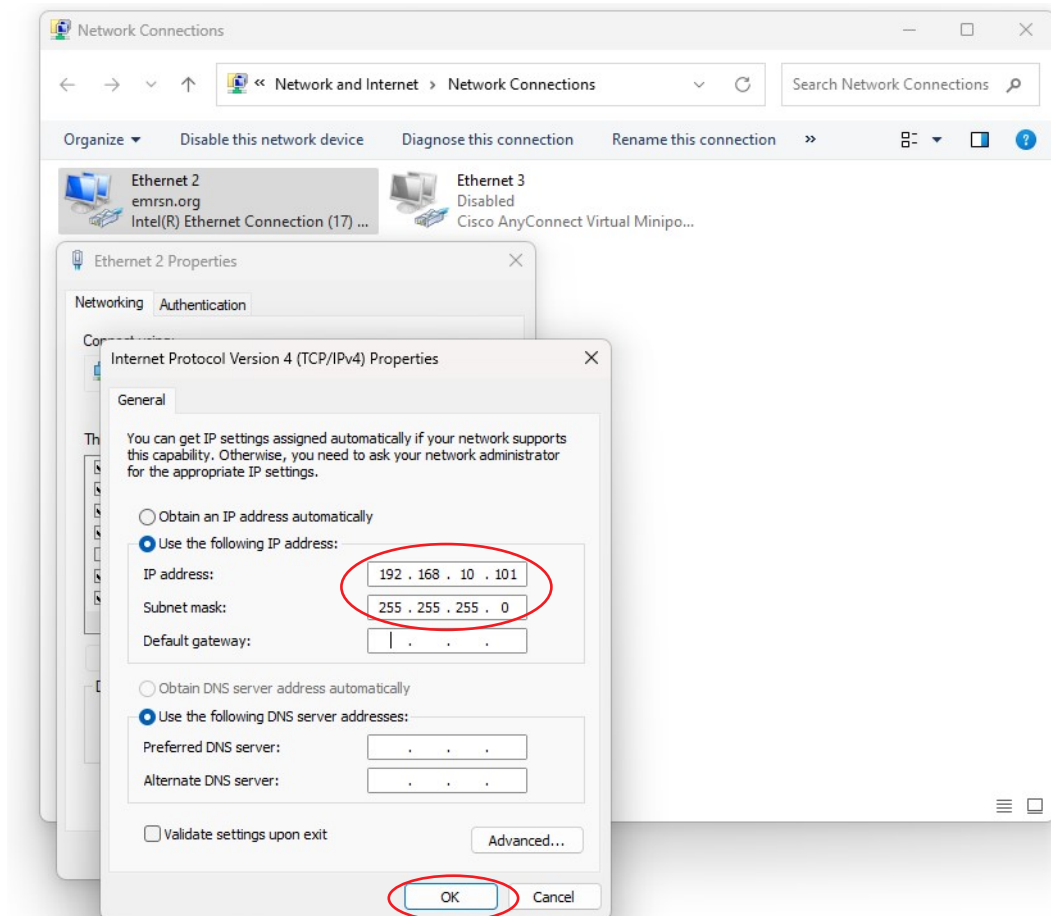 Network Connections
« Network and Internet › Network Connections
Search Network Connections
Organize Disable this network device Diagnose this connection Rename this connection »
Ethernet 2
emrsn.org
Intel(R) Ethernet Connection (17) ...
Ethernet 3
Disabled
Cisco AnyConnect Virtual Minipo...
Ethernet 2 Properties
Networking Authentication
Internet Protocol Version 4 (TCP/IPv4) Properties
General
You can get IP settings assigned automatically if your network supports
this capability. Otherwise, you need to ask your network administrator
for the appropriate IP settings.
Obtain an IP address automatically
Use the following IP address:
IP address: 192 . 168 . 10 . 101
Subnet mask: 255 . 255 . 255 . 0
Default gateway: . . .
Obtain DNS server address automatically
Use the following DNS server addresses:
Preferred DNS server: . . .
Alternate DNS server: . . .
Validate settings upon exit
Advanced...
OK Cancel